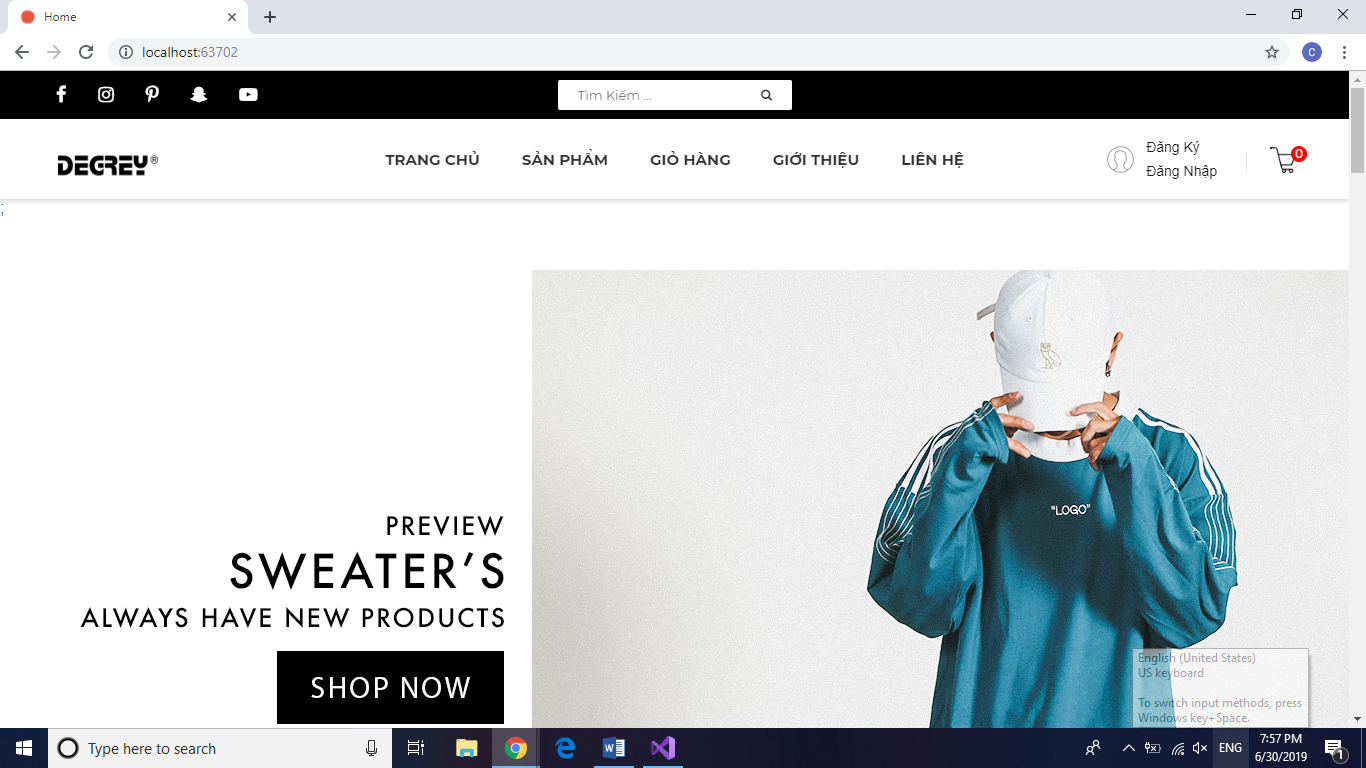 Home
localhost:63702
C
Tìm Kiếm ...
DEGREY®
TRANG CHỦ
SẢN PHẨM
GIỎ HÀNG
GIỚI THIỆU
LIÊN HỆ
Đăng Ký
Đăng Nhập
0
;
"LOGO"
PREVIEW
SWEATER’S
ALWAYS HAVE NEW PRODUCTS
SHOP NOW
English (United States)
US keyboard
To switch input methods, press
Windows key+Space.
Type here to search
ENG
7:57 PM
6/30/2019
1